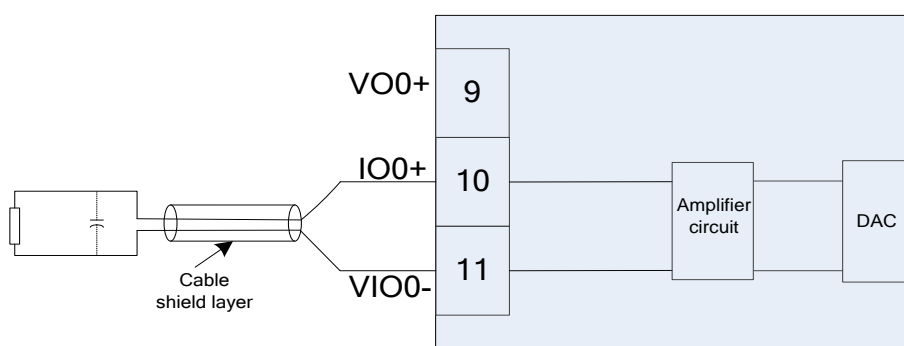 VO0+
9
IO0+
10
VIO0-
11
Amplifier
circuit
DAC
Cable
shield layer